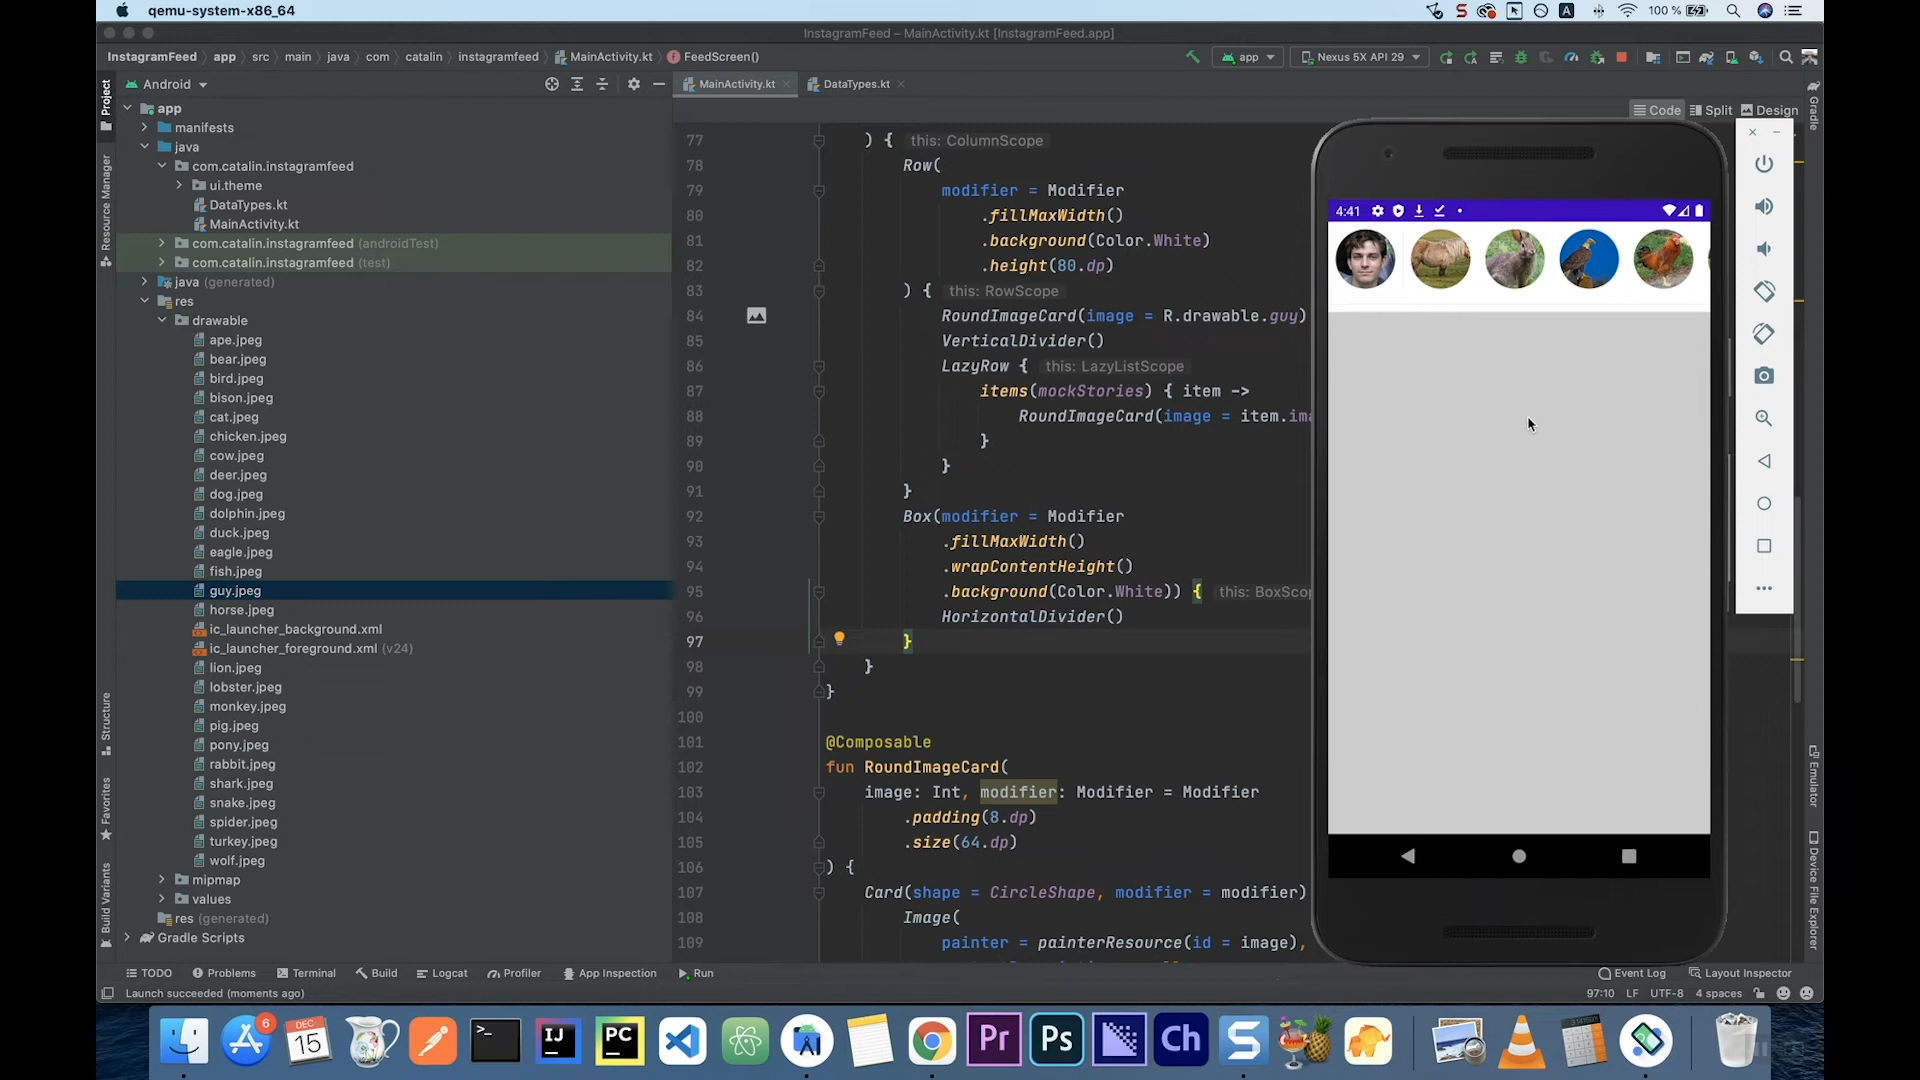 qemu-system-x86_64
100 %
InstagramFeed – MainActivity.kt [InstagramFeed.app]
InstagramFeed
app
src
main
java
com
catalin
instagramfeed
MainActivity.kt
FeedScreen()
app
Nexus 5X API 29
Android
MainActivity.kt
DataTypes.kt
Code
Split
Design
Project
Resource Manager
Structure
Favorites
Build Variants
Gradle
Emulator
Device File Explorer
app
manifests
java
com.catalin.instagramfeed
ui.theme
DataTypes.kt
MainActivity.kt
com.catalin.instagramfeed (androidTest)
com.catalin.instagramfeed (test)
java (generated)
res
drawable
ape.jpeg
bear.jpeg
bird.jpeg
bison.jpeg
cat.jpeg
chicken.jpeg
cow.jpeg
deer.jpeg
dog.jpeg
dolphin.jpeg
duck.jpeg
eagle.jpeg
fish.jpeg
guy.jpeg
horse.jpeg
ic_launcher_background.xml
ic_launcher_foreground.xml (v24)
lion.jpeg
lobster.jpeg
monkey.jpeg
pig.jpeg
pony.jpeg
rabbit.jpeg
shark.jpeg
snake.jpeg
spider.jpeg
turkey.jpeg
wolf.jpeg
mipmap
values
res (generated)
Gradle Scripts
77 ) { this: ColumnScope
78 Row(
79 modifier = Modifier
80 .fillMaxWidth()
81 .background(Color.White)
82 .height(80.dp)
83 ) { this: RowScope
84 RoundImageCard(image = R.drawable.guy)
85 VerticalDivider()
86 LazyRow { this: LazyListScope
87 items(mockStories) { item ->
88 RoundImageCard(image = item.ima
89 }
90 }
91 }
92 Box(modifier = Modifier
93 .fillMaxWidth()
94 .wrapContentHeight()
95 .background(Color.White)) { this: BoxScop
96 HorizontalDivider()
97 }
98 }
99 }
100
101 @Composable
102 fun RoundImageCard(
103 image: Int, modifier: Modifier = Modifier
104 .padding(8.dp)
105 .size(64.dp)
106 ) {
107 Card(shape = CircleShape, modifier = modifier)
108 Image(
109 painter = painterResource(id = image),
4:41
TODO
Problems
Terminal
Build
Logcat
Profiler
App Inspection
Run
Event Log
Layout Inspector
Launch succeeded (moments ago)
97:10 LF UTF-8 4 spaces
6
DEC
15
IJ
PC
Pr
Ps
Ch
S